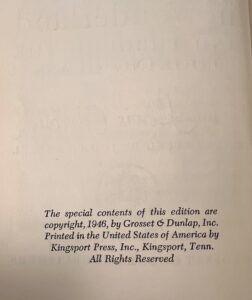 The special contents of this edition are
copyright, 1946, by Grosset & Dunlap, Inc.
Printed in the United States of America by
Kingsport Press, Inc., Kingsport, Tenn.
All Rights Reserved